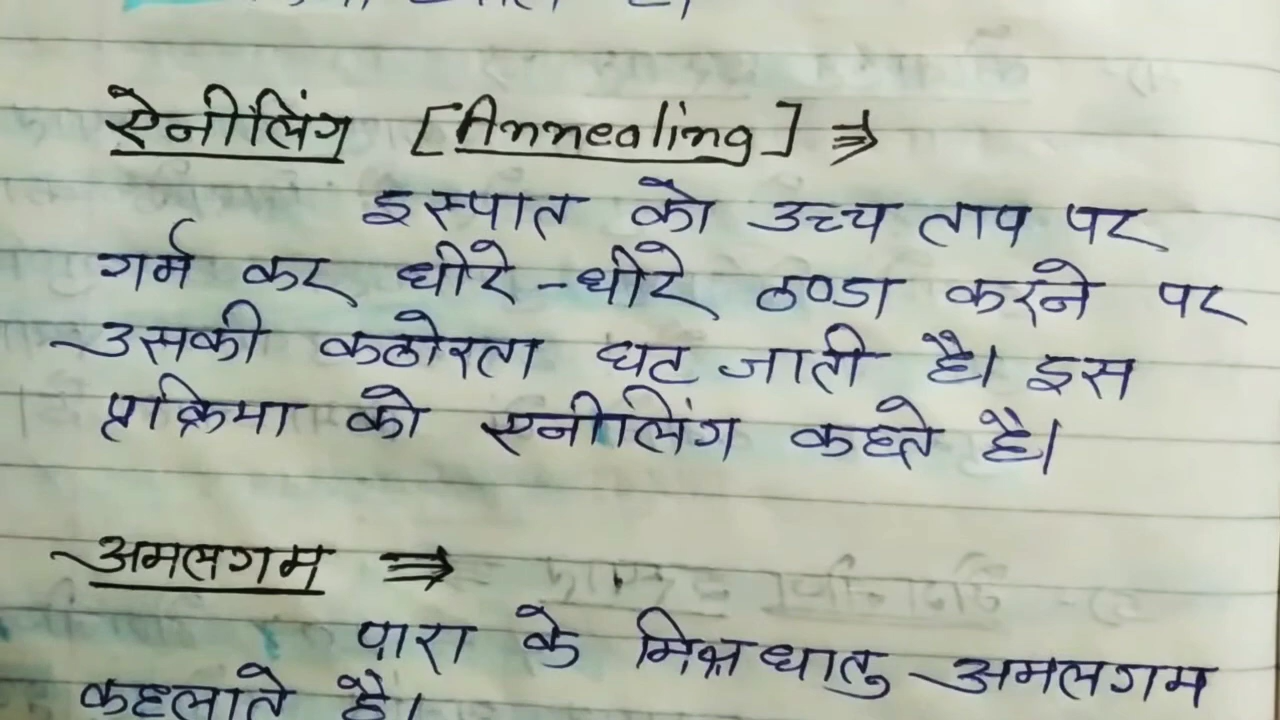 ऐनीलिंग [Annealing] ⇒
इस्पात को उच्च ताप पर
गर्म कर धीरे-धीरे ठण्डा करने पर
उसकी कठोरता घट जाती है। इस
प्रक्रिया को एनीलिंग कहते है।
अमलगम ⇒
पारा के मिश्रधातु अमलगम
कहलाते है।